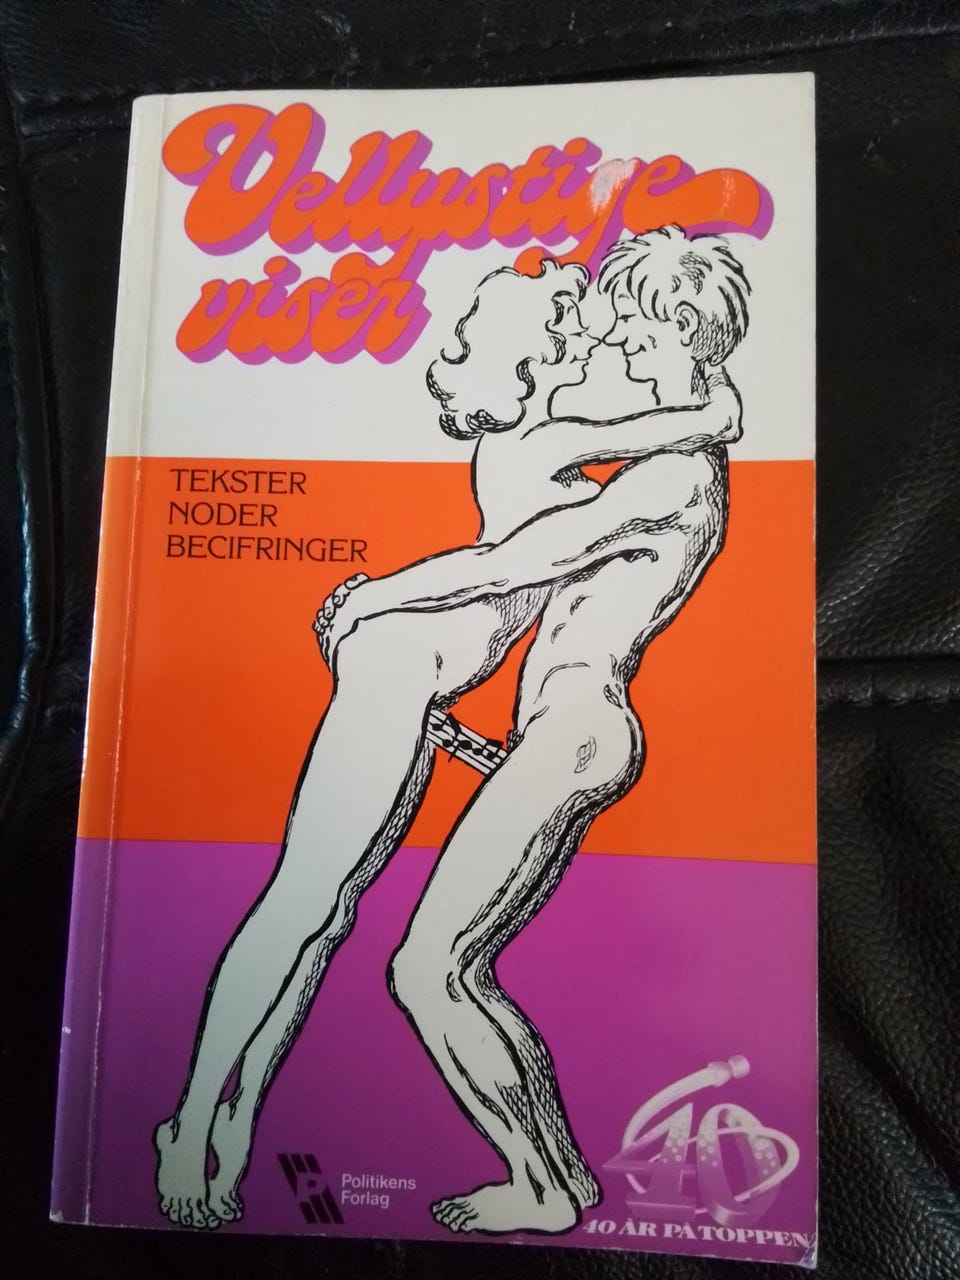 Vellystige
viser
TEKSTER
NODER
BECIFRINGER
Politikens
Forlag
40
40 ÅR PÅ TOPPEN